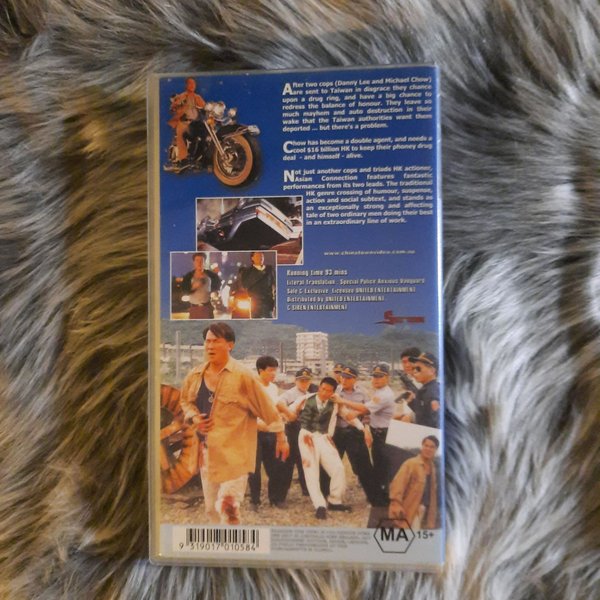 After two cops (Danny Lee and Michael Chow)
are sent to Taiwan in disgrace they chance
upon a drug ring, and have a big chance to
redress the balance of honour. They leave so
much mayhem and auto destruction in their
wake that the Taiwan authorities want them
deported ... but there's a problem.
Chow has become a double agent, and needs a
cool $16 billion HK to keep their phoney drug
deal - and himself - alive.
Not just another cops and triads HK actioner,
Asian Connection features fantastic
performances from its two leads. The traditional
HK genre crossing of humour, suspense,
action and social subtext, and stands as
an exceptionally strong and affecting
tale of two ordinary men doing their best
in an extraordinary line of work.
www.chinatownvideo.com.au
Running time 93 mins
Literal Translation : Special Police Anxious Vanguard
Sole & Exclusive Licensee UNITED ENTERTAINMENT
Distributed by UNITED ENTERTAINMENT
© SIREN ENTERTAINMENT
9 319017 010584
MA 15+